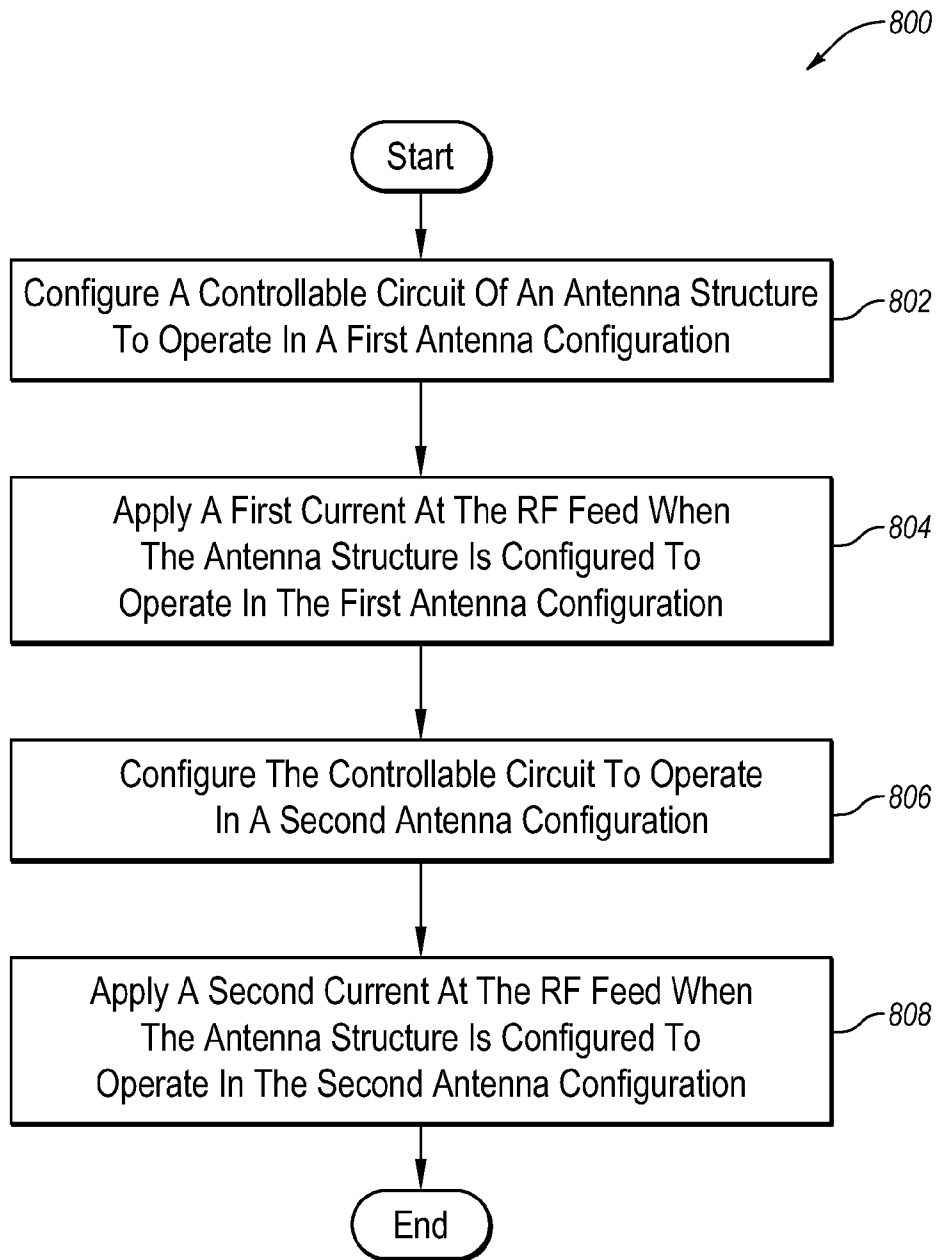 800
Start
Configure A Controllable Circuit Of An Antenna Structure
To Operate In A First Antenna Configuration
802
Apply A First Current At The RF Feed When
The Antenna Structure Is Configured To
Operate In The First Antenna Configuration
804
Configure The Controllable Circuit To Operate
In A Second Antenna Configuration
806
Apply A Second Current At The RF Feed When
The Antenna Structure Is Configured To
Operate In The Second Antenna Configuration
808
End